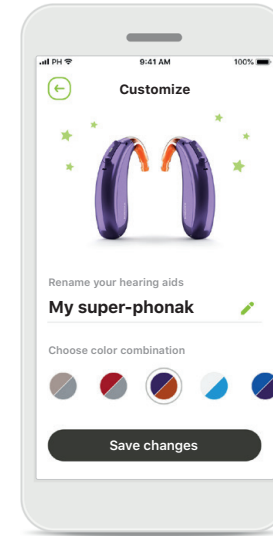 PH 9:41 AM 100%
Customize
Rename your hearing aids
My super-phonak
Choose color combination
Save changes